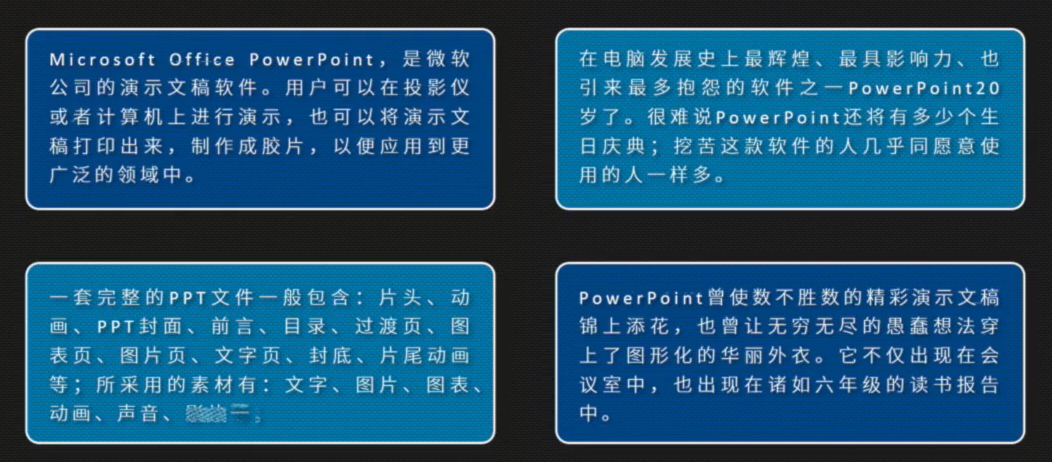 Microsoft Office PowerPoint，是微软
公司的演示文稿软件。用户可以在投影仪
或者计算机上进行演示，也可以将演示文
稿打印出来，制作成胶片，以便应用到更
广泛的领域中。
在电脑发展史上最辉煌、最具影响力、也
引来最多抱怨的软件之一PowerPoint20
岁了。很难说PowerPoint还将有多少个生
日庆典；挖苦这款软件的人几乎同愿意使
用的人一样多。
一套完整的PPT文件一般包含：片头、动
画、PPT封面、前言、目录、过渡页、图
表页、图片页、文字页、封底、片尾动画
等；所采用的素材有：文字、图片、图表、
动画、声音、
PowerPoint曾使数不胜数的精彩演示文稿
锦上添花，也曾让无穷无尽的愚蠢想法穿
上了图形化的华丽外衣。它不仅出现在会
议室中，也出现在诸如六年级的读书报告
中。